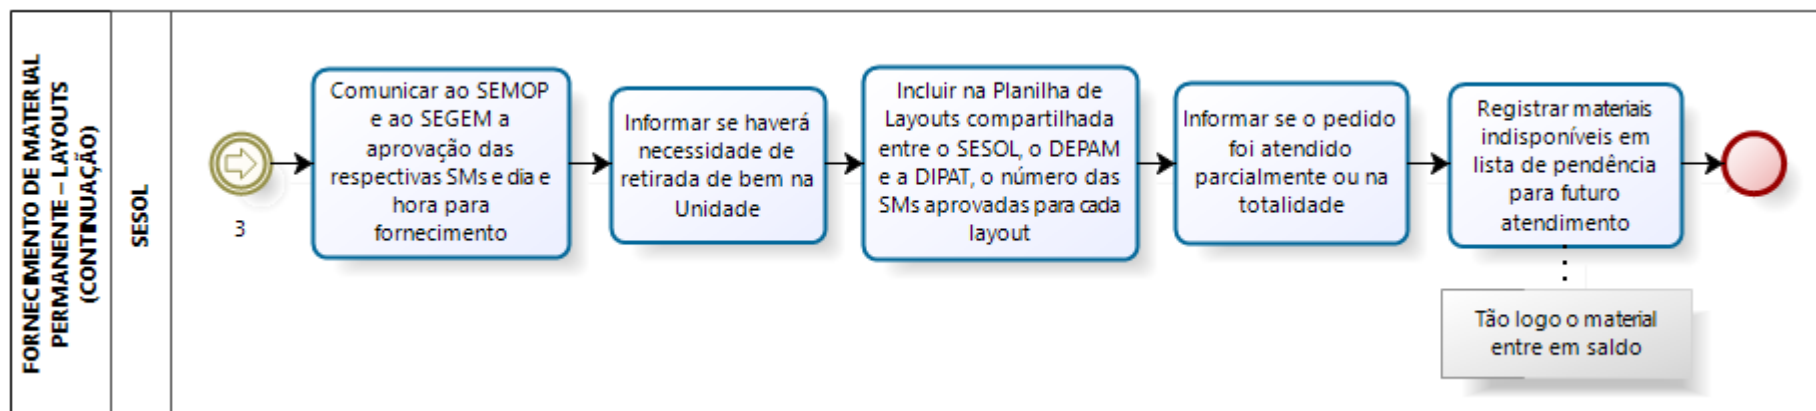 FORNECIMENTO DE MATERIAL
PERMANENENTE – LAYOUTS
(CONTINUAÇÃO)
SESOL
3
Comunicar ao SEMOP
e ao SEGEM a
aprovação das
respectivas SMs e dia e
hora para
fornecimento
Informar se haverá
necessidade de
retirada de bem na
Unidade
Incluir na Planilha de
Layouts compartilhada
entre o SESOL, o DEPAM
e a DIPAT, o número das
SMs aprovadas para cada
layout
Informar se o pedido
foi atendido
parcialmente ou na
totalidade
Registrar materiais
indisponíveis em
lista de pendência
para futuro
atendimento
Tão logo o material
entre em saldo